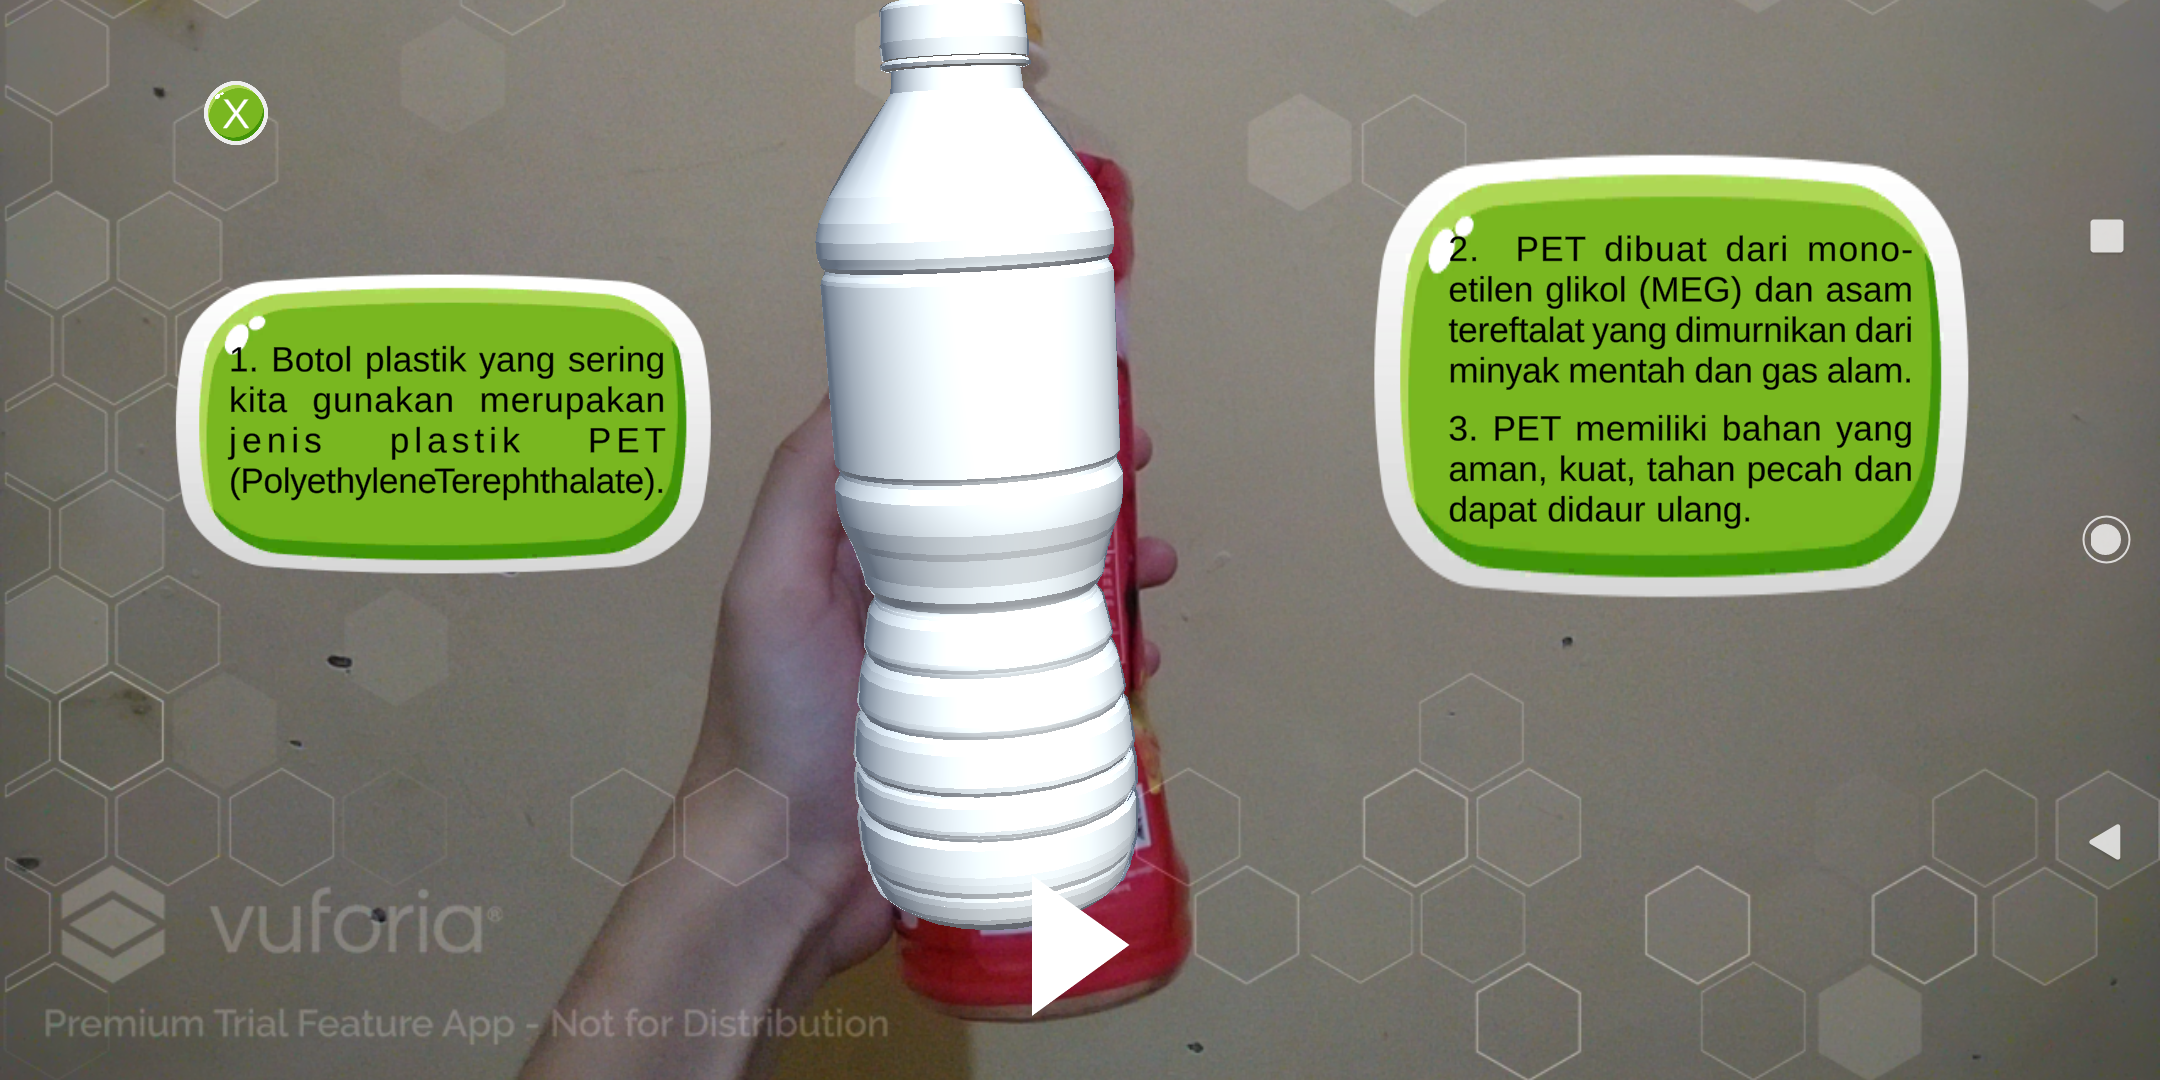 X
1. Botol plastik yang sering
kita gunakan merupakan
jenis plastik PET
(PolyethyleneTerephthalate).
2. PET dibuat dari mono-
etilen glikol (MEG) dan asam
tereftalat yang dimurnikan dari
minyak mentah dan gas alam.
3. PET memiliki bahan yang
aman, kuat, tahan pecah dan
dapat didaur ulang.
vuforia®
Premium Trial Feature App - Not for Distribution